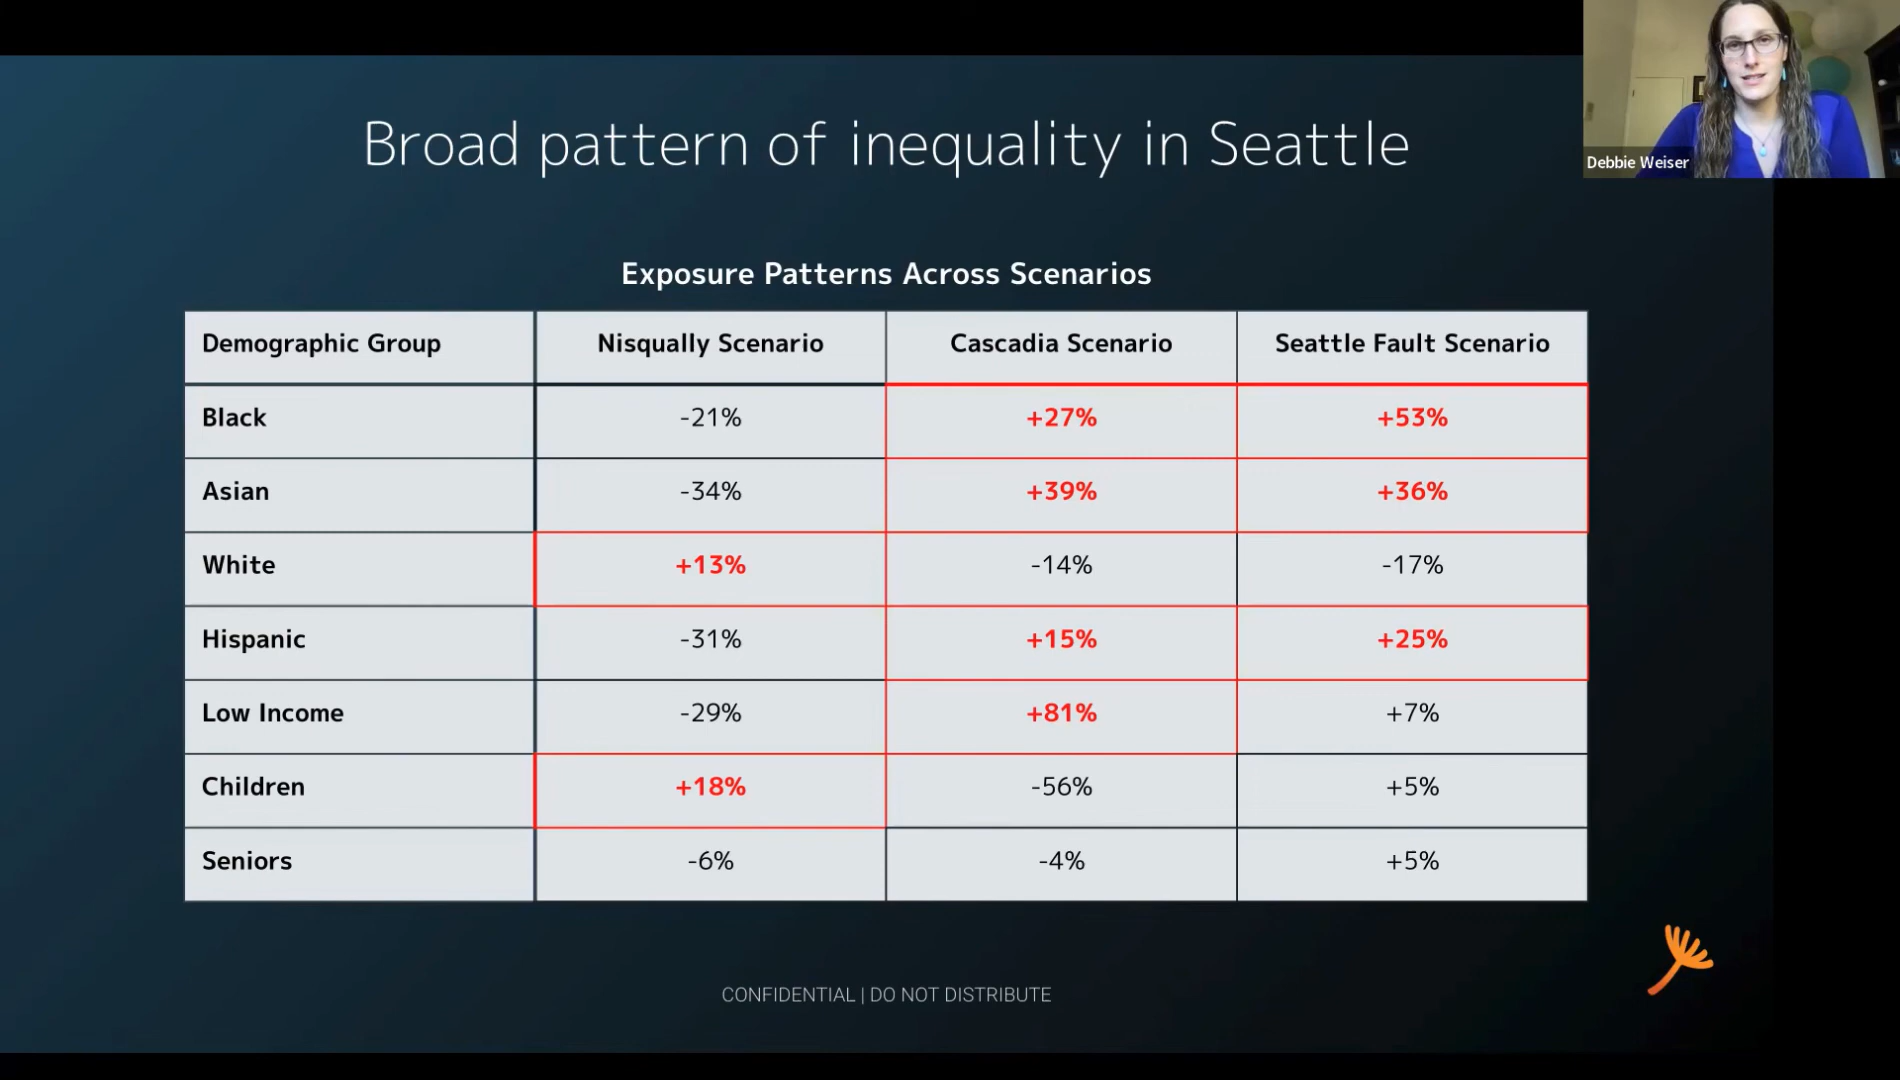 Broad pattern of inequality in Seattle
Debbie Weiser
Exposure Patterns Across Scenarios
Demographic Group Nisqually Scenario Cascadia Scenario Seattle Fault Scenario
Black -21% +27% +53%
Asian -34% +39% +36%
White +13% -14% -17%
Hispanic -31% +15% +25%
Low Income -29% +81% +7%
Children +18% -56% +5%
Seniors -6% -4% +5%
CONFIDENTIAL | DO NOT DISTRIBUTE